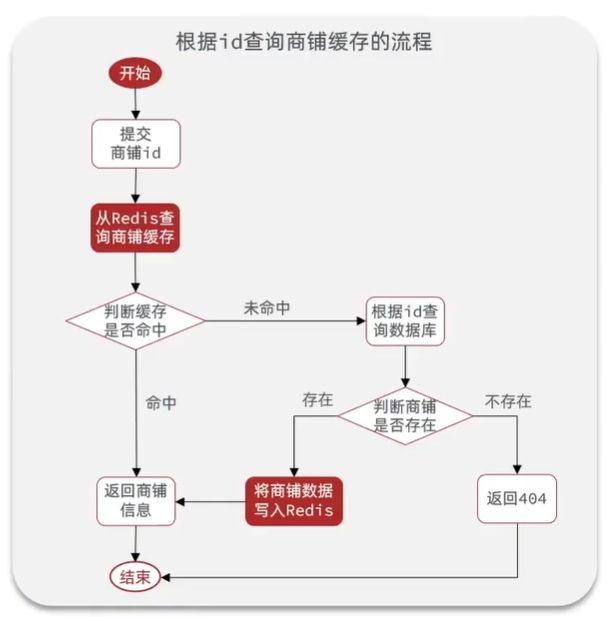 根据id查询商铺缓存的流程
开始
提交
商铺id
从Redis查
询商铺缓存
判断缓存
是否命中
未命中
根据id查
询数据库
命中
存在
判断商铺
是否存在
不存在
返回商铺
信息
将商铺数据
写入Redis
返回404
结束